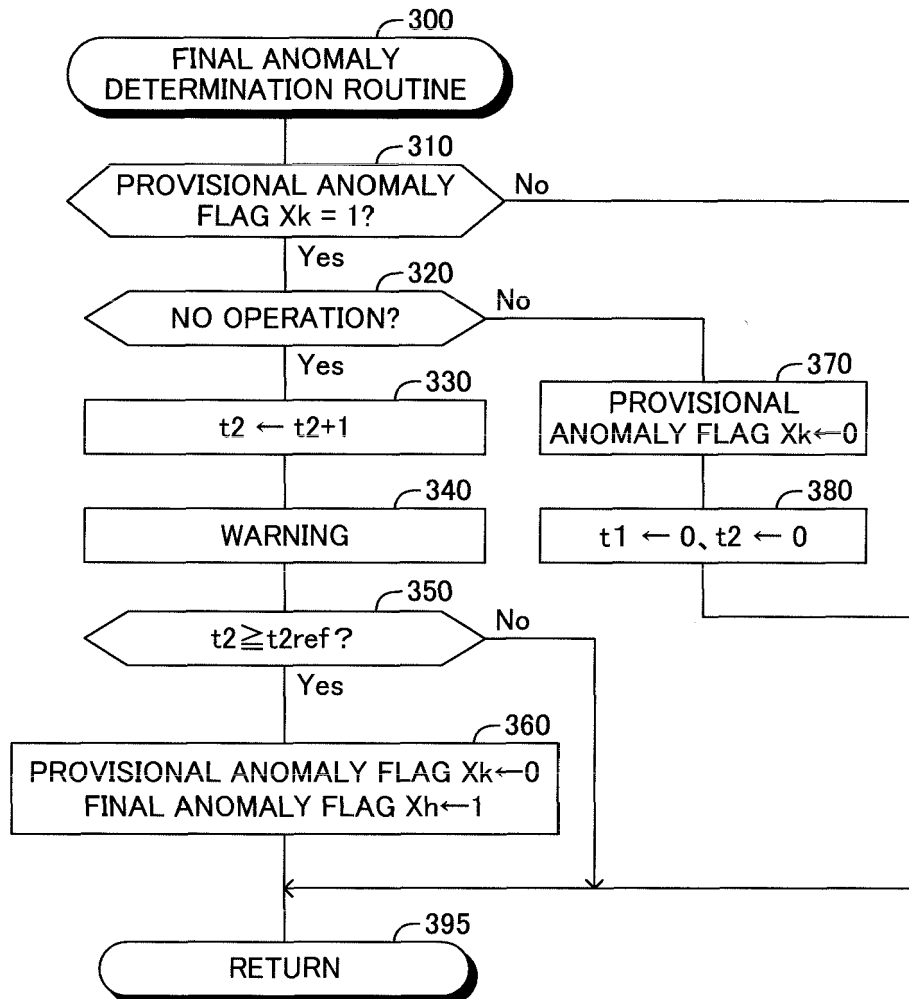 300
FINAL ANOMALY
DETERMINATION ROUTINE
310
PROVISIONAL ANOMALY
FLAG Xk = 1?
No
Yes
320
NO OPERATION?
No
Yes
330
t2 ← t2+1
370
PROVISIONAL
ANOMALY FLAG Xk←0
340
WARNING
380
t1 ← 0、t2 ← 0
350
t2≧t2ref?
No
Yes
360
PROVISIONAL ANOMALY FLAG Xk←0
FINAL ANOMALY FLAG Xh←1
395
RETURN